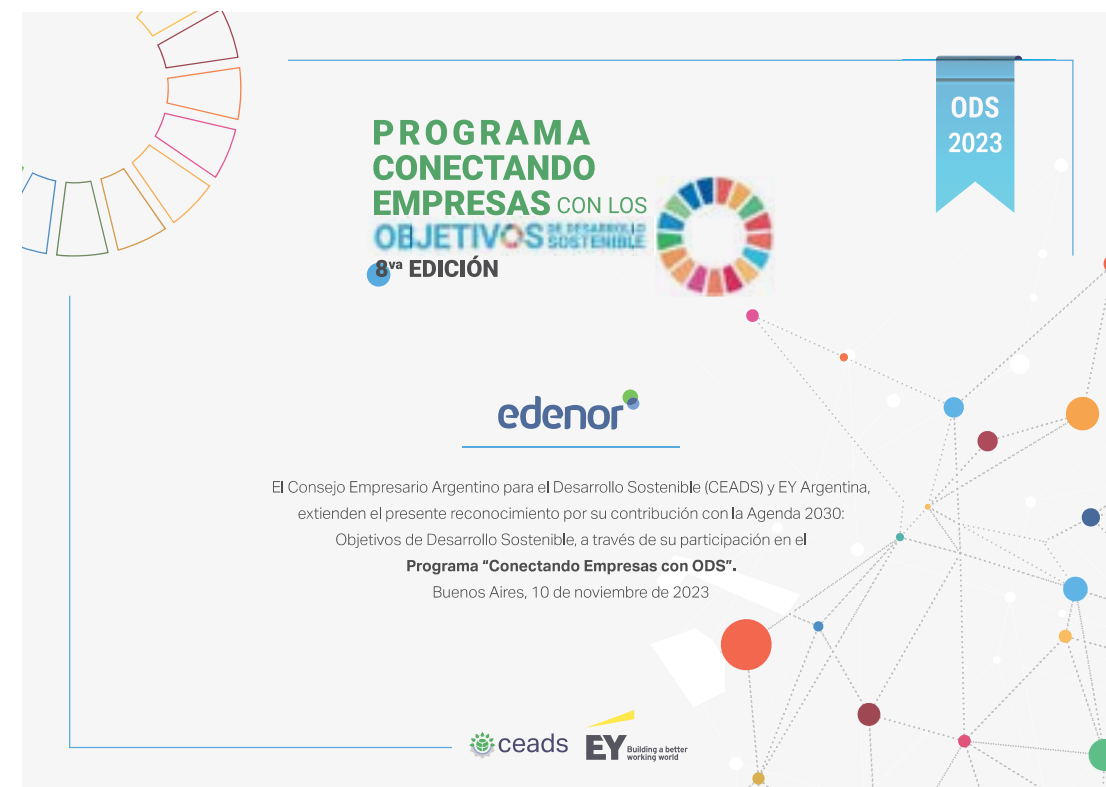 ODS
2023
PROGRAMA
CONECTANDO
EMPRESAS CON LOS
OBJETIVOS DE DESARROLLO SOSTENIBLE
8va EDICIÓN
edenor
El Consejo Empresario Argentino para el Desarrollo Sostenible (CEADS) y EY Argentina,
extienden el presente reconocimiento por su contribución con la Agenda 2030:
Objetivos de Desarrollo Sostenible, a través de su participación en el
Programa “Conectando Empresas con ODS”.
Buenos Aires, 10 de noviembre de 2023
ceads
EY Building a better
working world